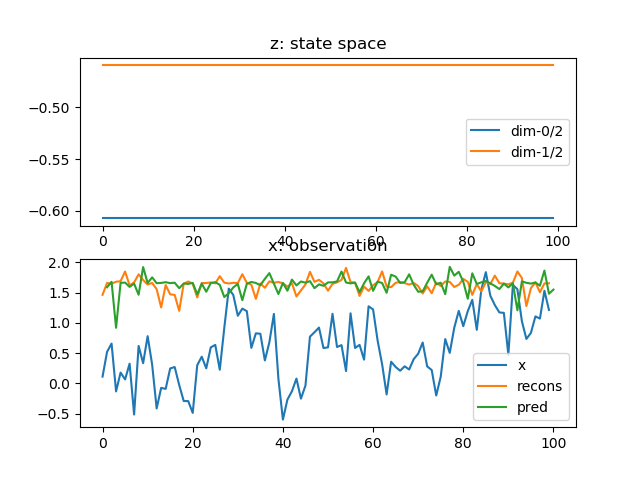 z: state space
−0.50
−0.55
−0.60
dim-0/2
dim-1/2
0 20 40 60 80 100
x: observation
2.0
1.5
1.0
0.5
0.0
−0.5
x
recons
pred
0 20 40 60 80 100